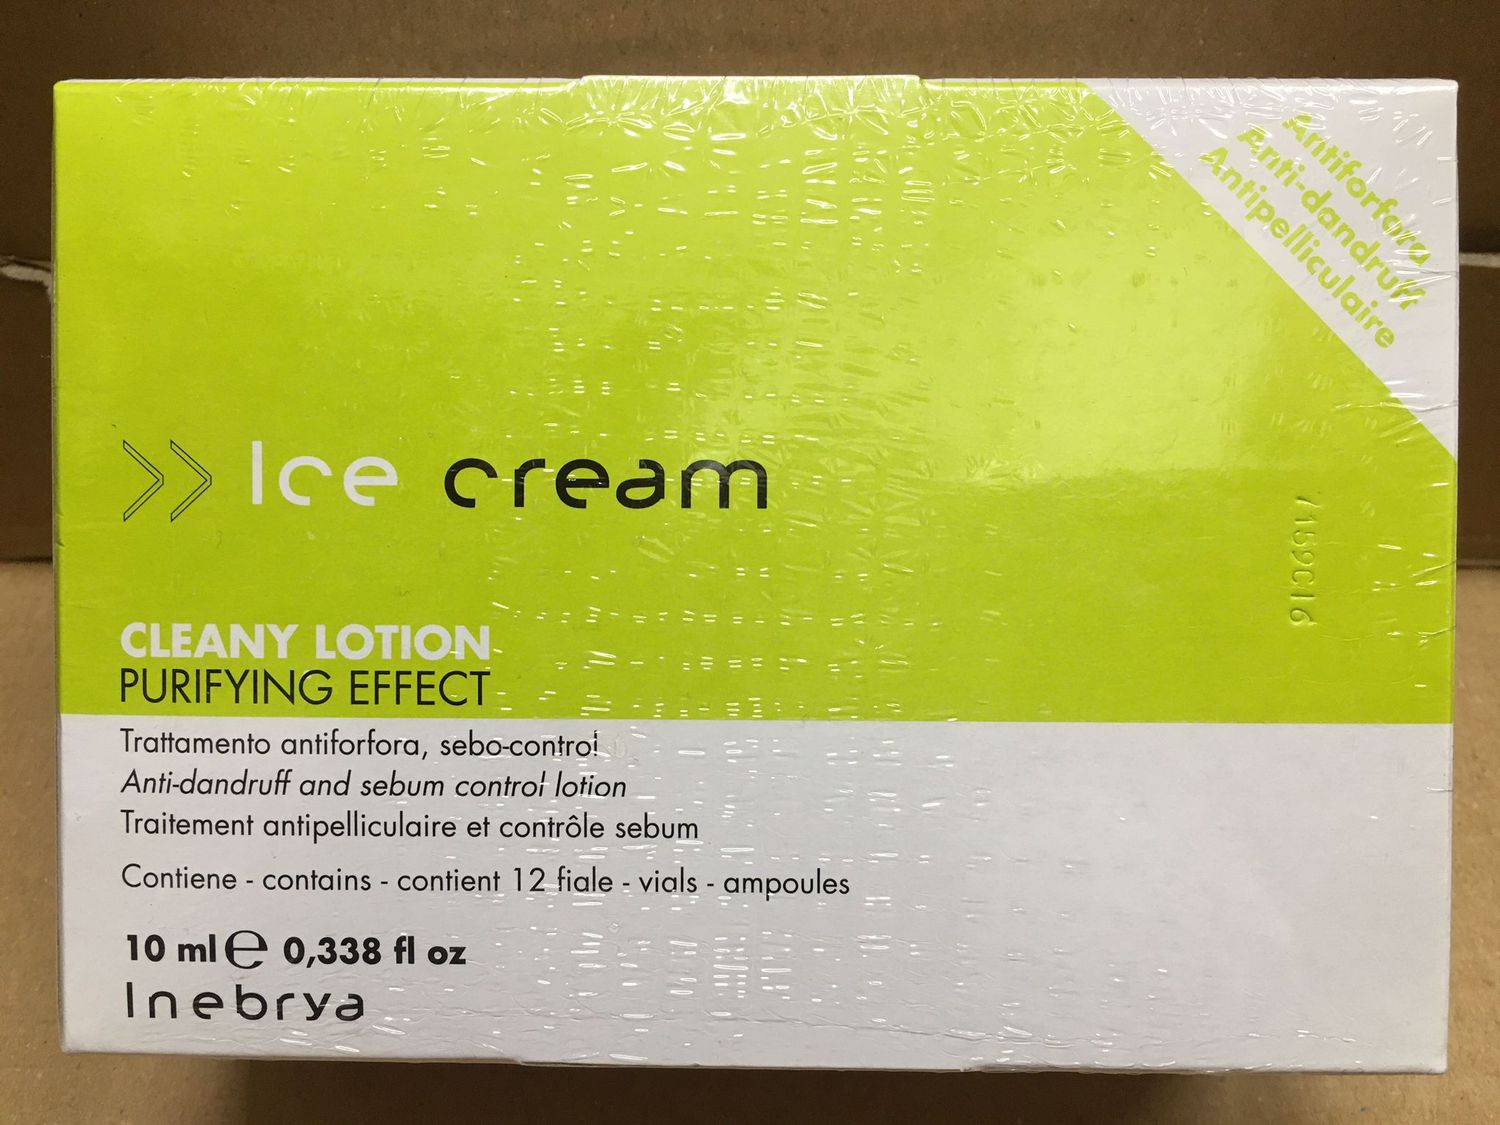 Antiforfora
Anti-dandruff
Antipelliculaire
>> Ice cream
CLEANY LOTION
PURIFYING EFFECT
Trattamento antiforfora, sebo-control
Anti-dandruff and sebum control lotion
Traitement antipelliculaire et contrôle sebum
Contiene - contains - contient 12 fiale - vials - ampoules
10 ml ℮ 0,338 fl oz
Inebrya